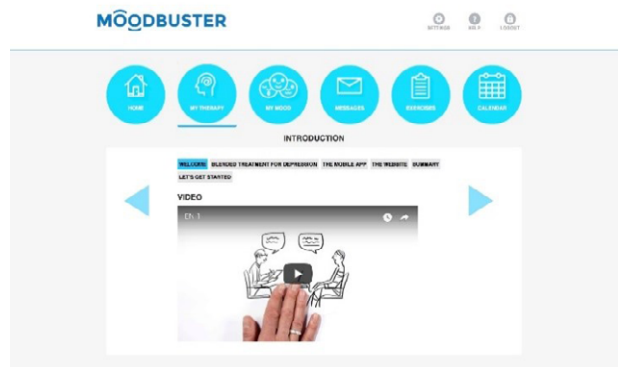 MOODBUSTER
SETTINGS HELP LOGOUT
HOME MY THERAPY MY MOOD MESSAGES EXERCISES CALENDAR
INTRODUCTION
WELCOME BLENDED TREATMENT FOR DEPRESSION THE MOBILE APP THE WEBSITE SUMMARY
LET'S GET STARTED
VIDEO
Ch 1